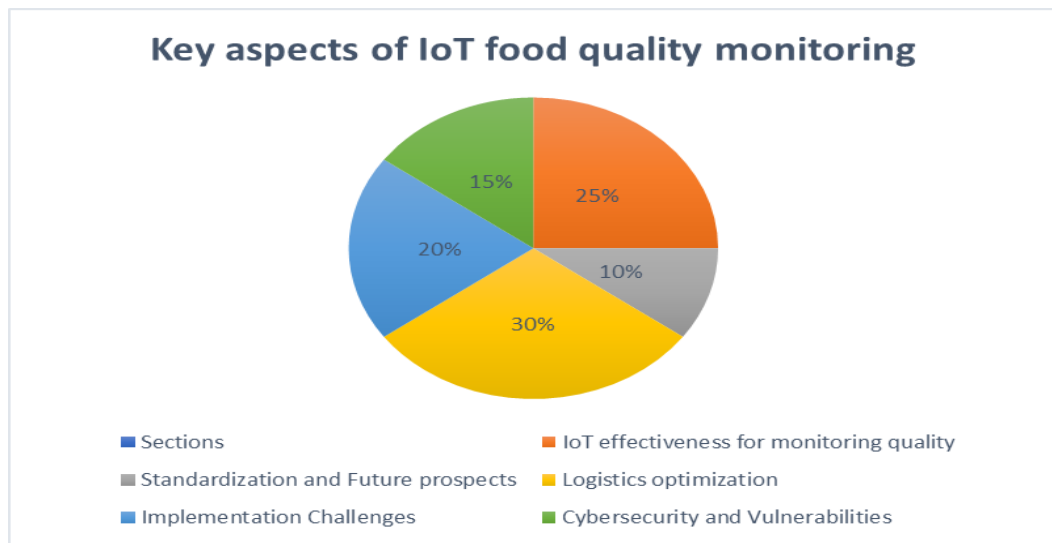 Key aspects of IoT food quality monitoring
15%
25%
20%
10%
30%
Sections
IoT effectiveness for monitoring quality
Standardization and Future prospects
Logistics optimization
Implementation Challenges
Cybersecurity and Vulnerabilities